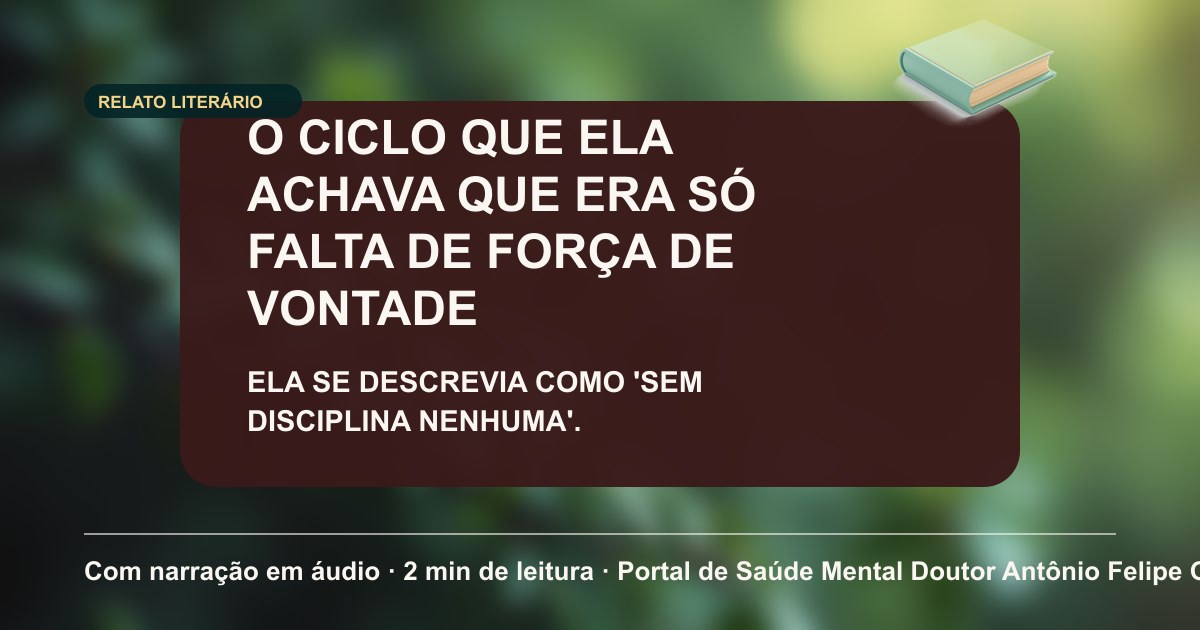 RELATO LITERÁRIO
O CICLO QUE ELA
ACHAVA QUE ERA SÓ
FALTA DE FORÇA DE
VONTADE
ELA SE DESCREVIA COMO 'SEM
DISCIPLINA NENHUMA'.
Com narração em áudio · 2 min de leitura · Portal de Saúde Mental Doutor Antônio Felipe